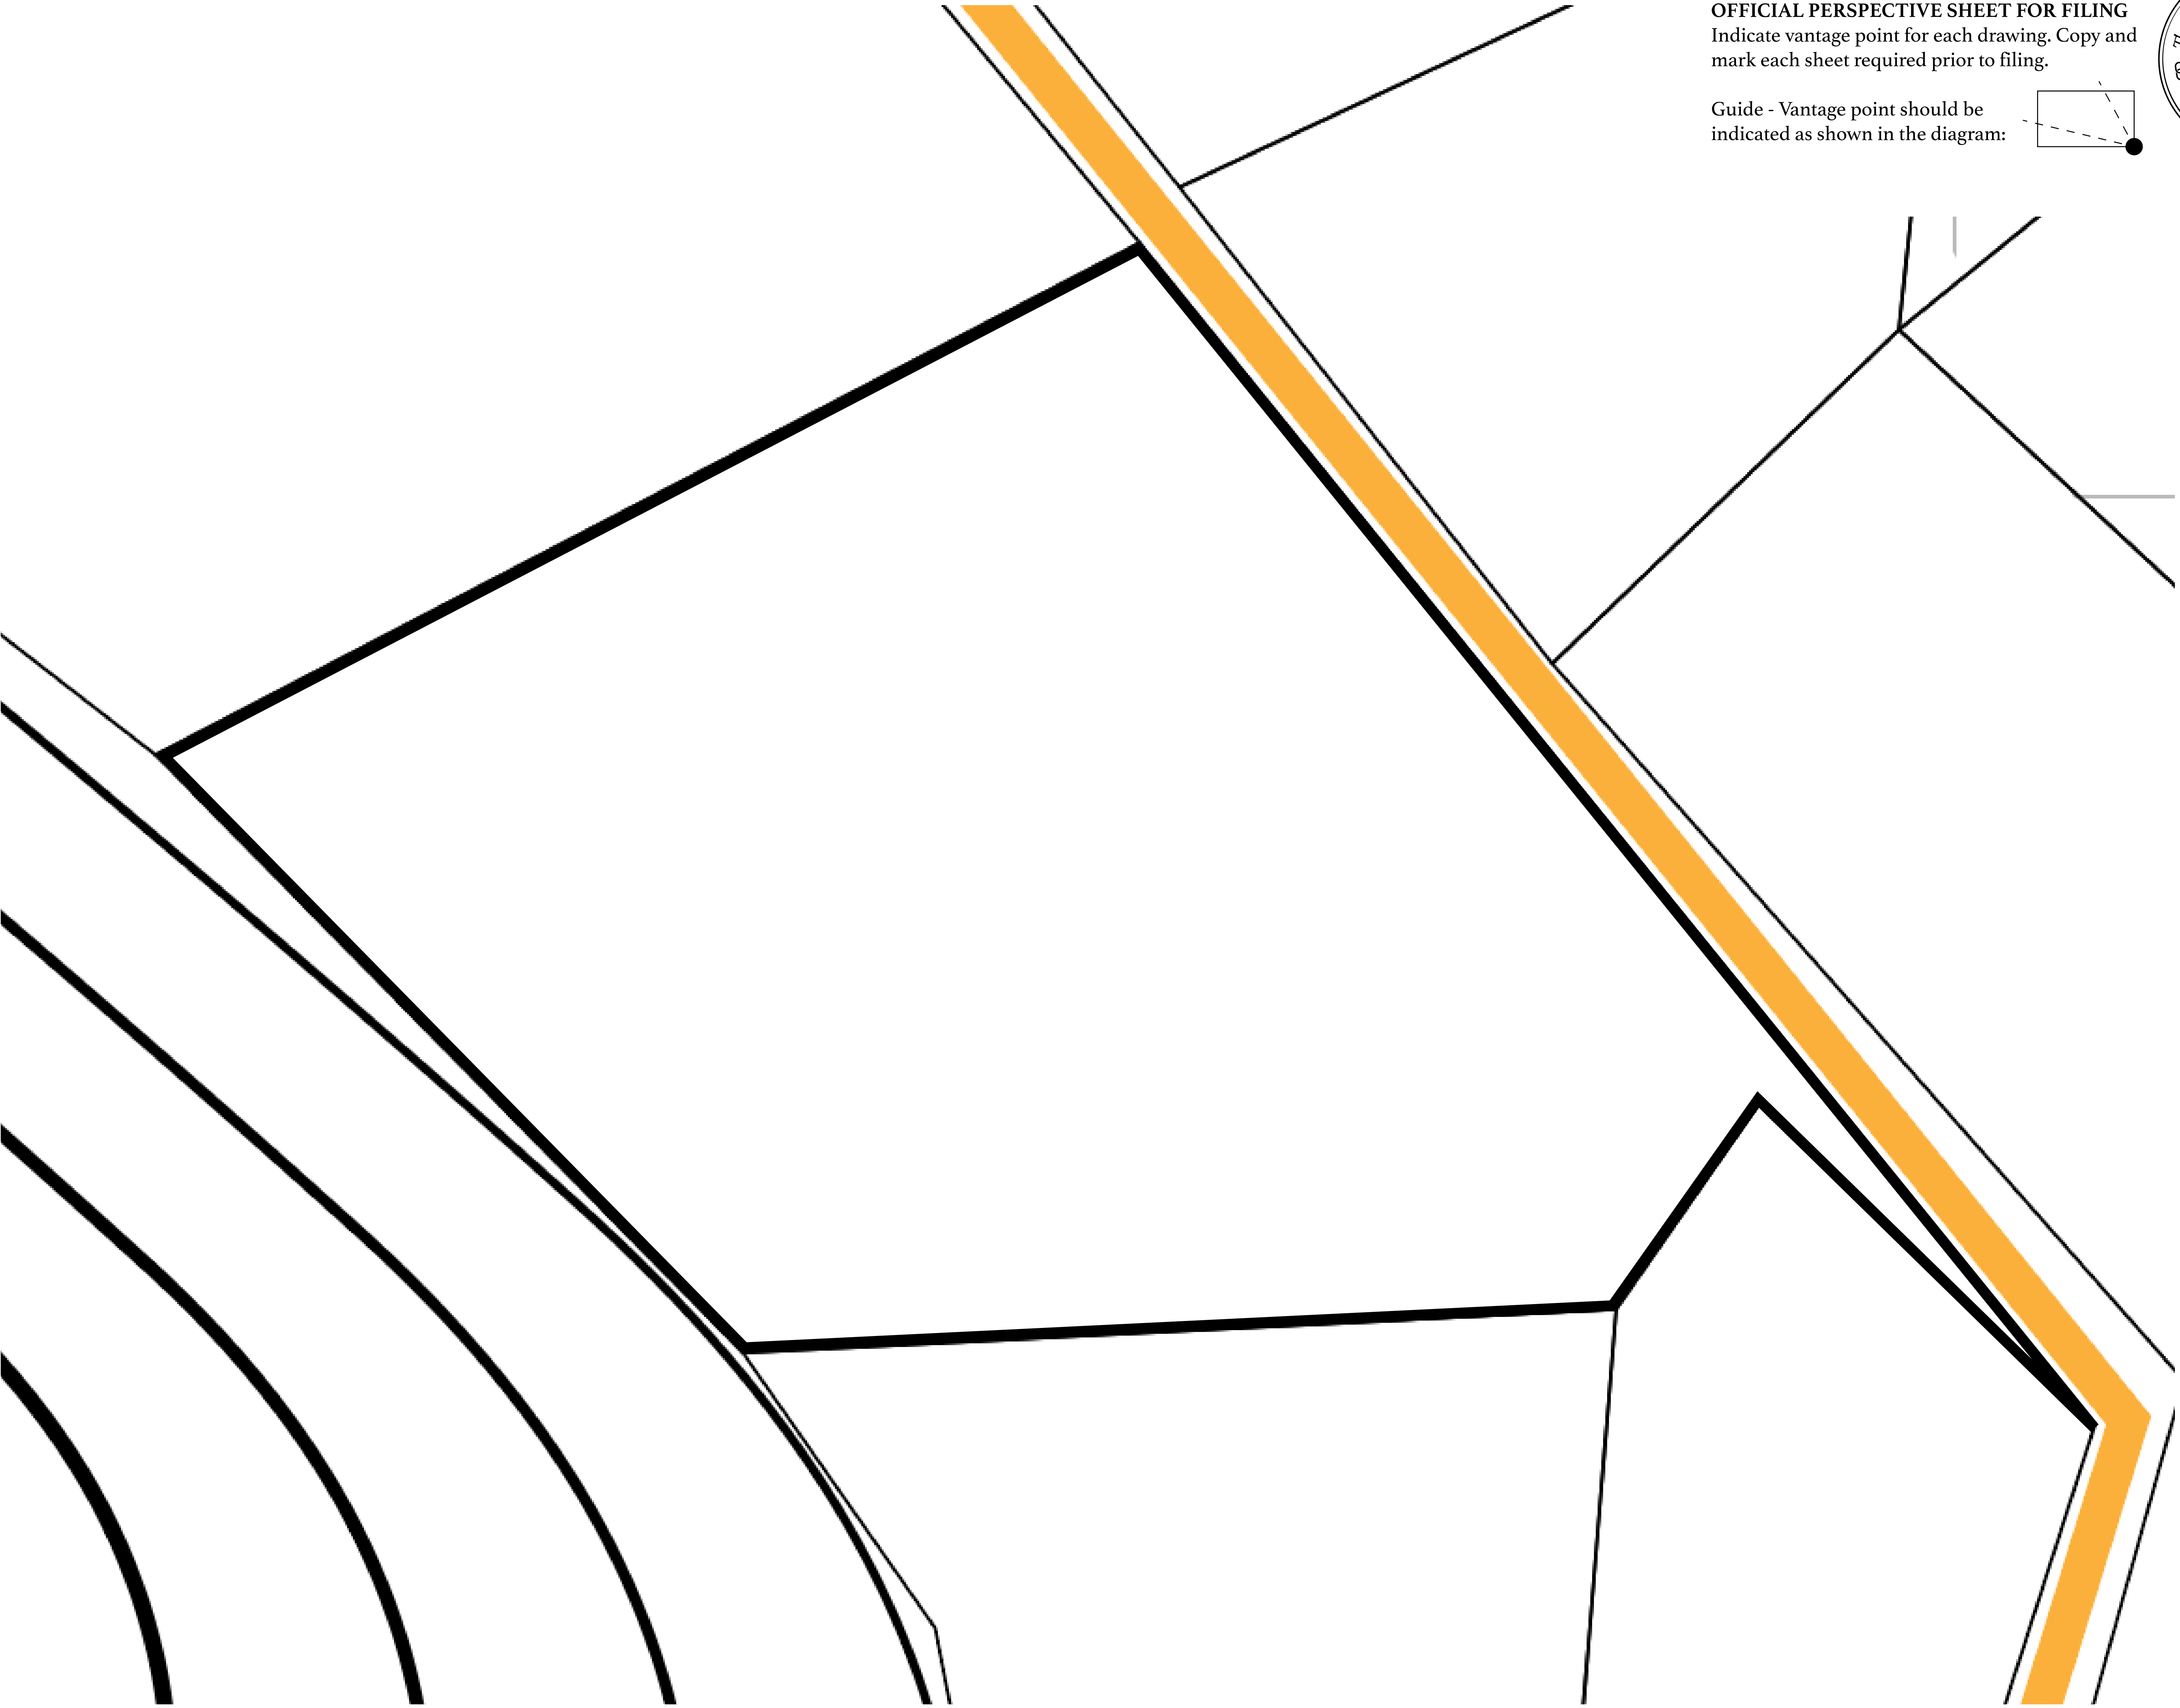 OFFICIAL PERSPECTIVE SHEET FOR FILING
Indicate vantage point for each drawing. Copy and
mark each sheet required prior to filing.
Guide - Vantage point should be
indicated as shown in the diagram: